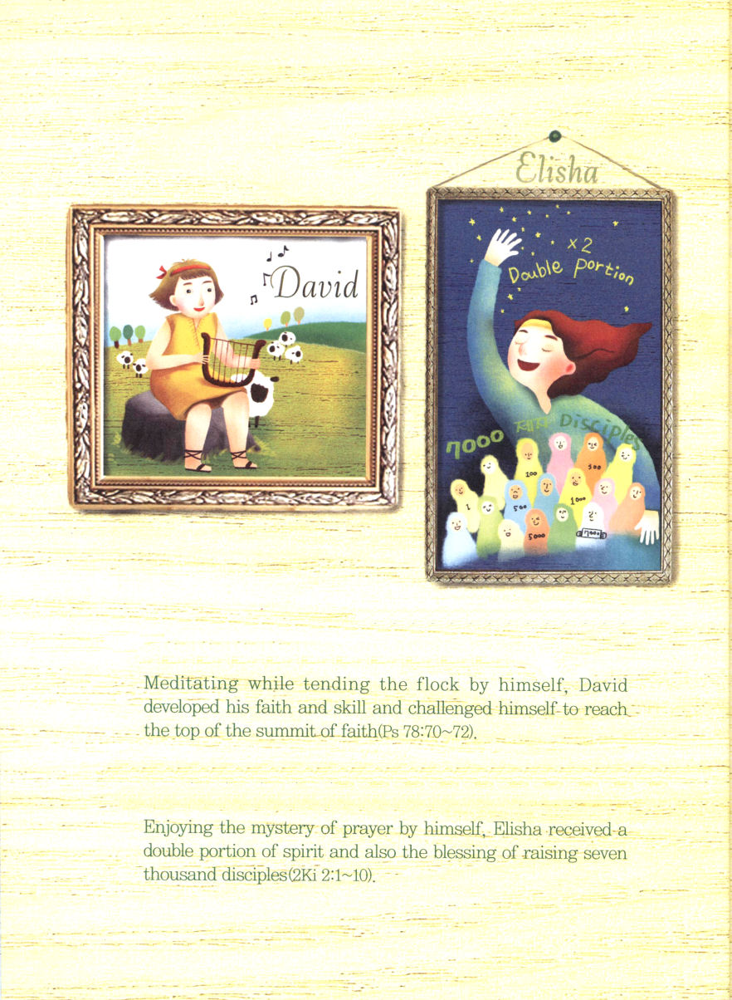 Elisha
David
x2
Double Portion
7000 제자 Disciples
100
500
1
500
1000
5000
7000
Meditating while tending the flock by himself, David
developed his faith and skill and challenged himself to reach
the top of the summit of faith(Ps 78:70~72).
Enjoying the mystery of prayer by himself, Elisha received a
double portion of spirit and also the blessing of raising seven
thousand disciples(2Ki 2:1~10).